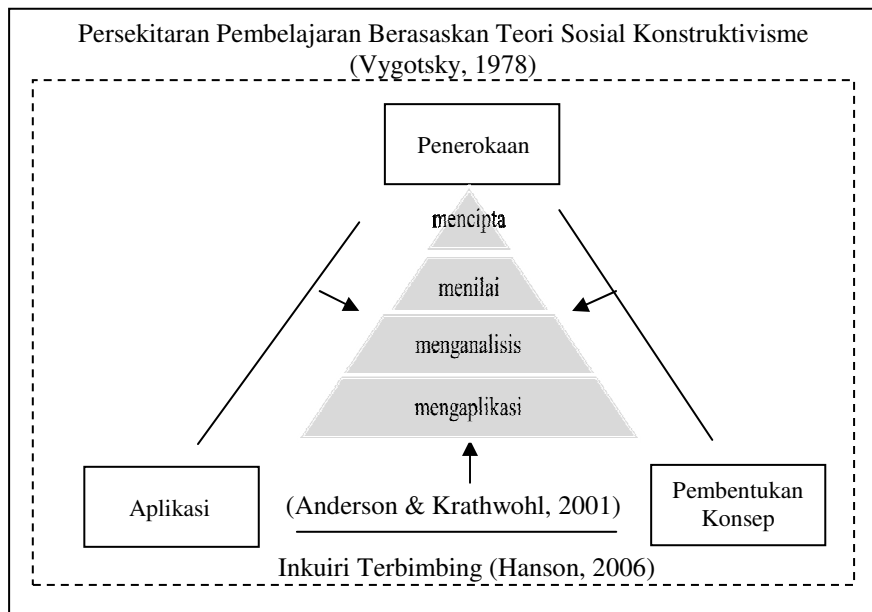 Persekitaran Pembelajaran Berasaskan Teori Sosial Konstruktivisme
(Vygotsky, 1978)
Penerokaan
mencipta
menilai
menganalisis
mengaplikasi
Aplikasi
(Anderson & Krathwohl, 2001)
Pembentukan
Konsep
Inkuiri Terbimbing (Hanson, 2006)